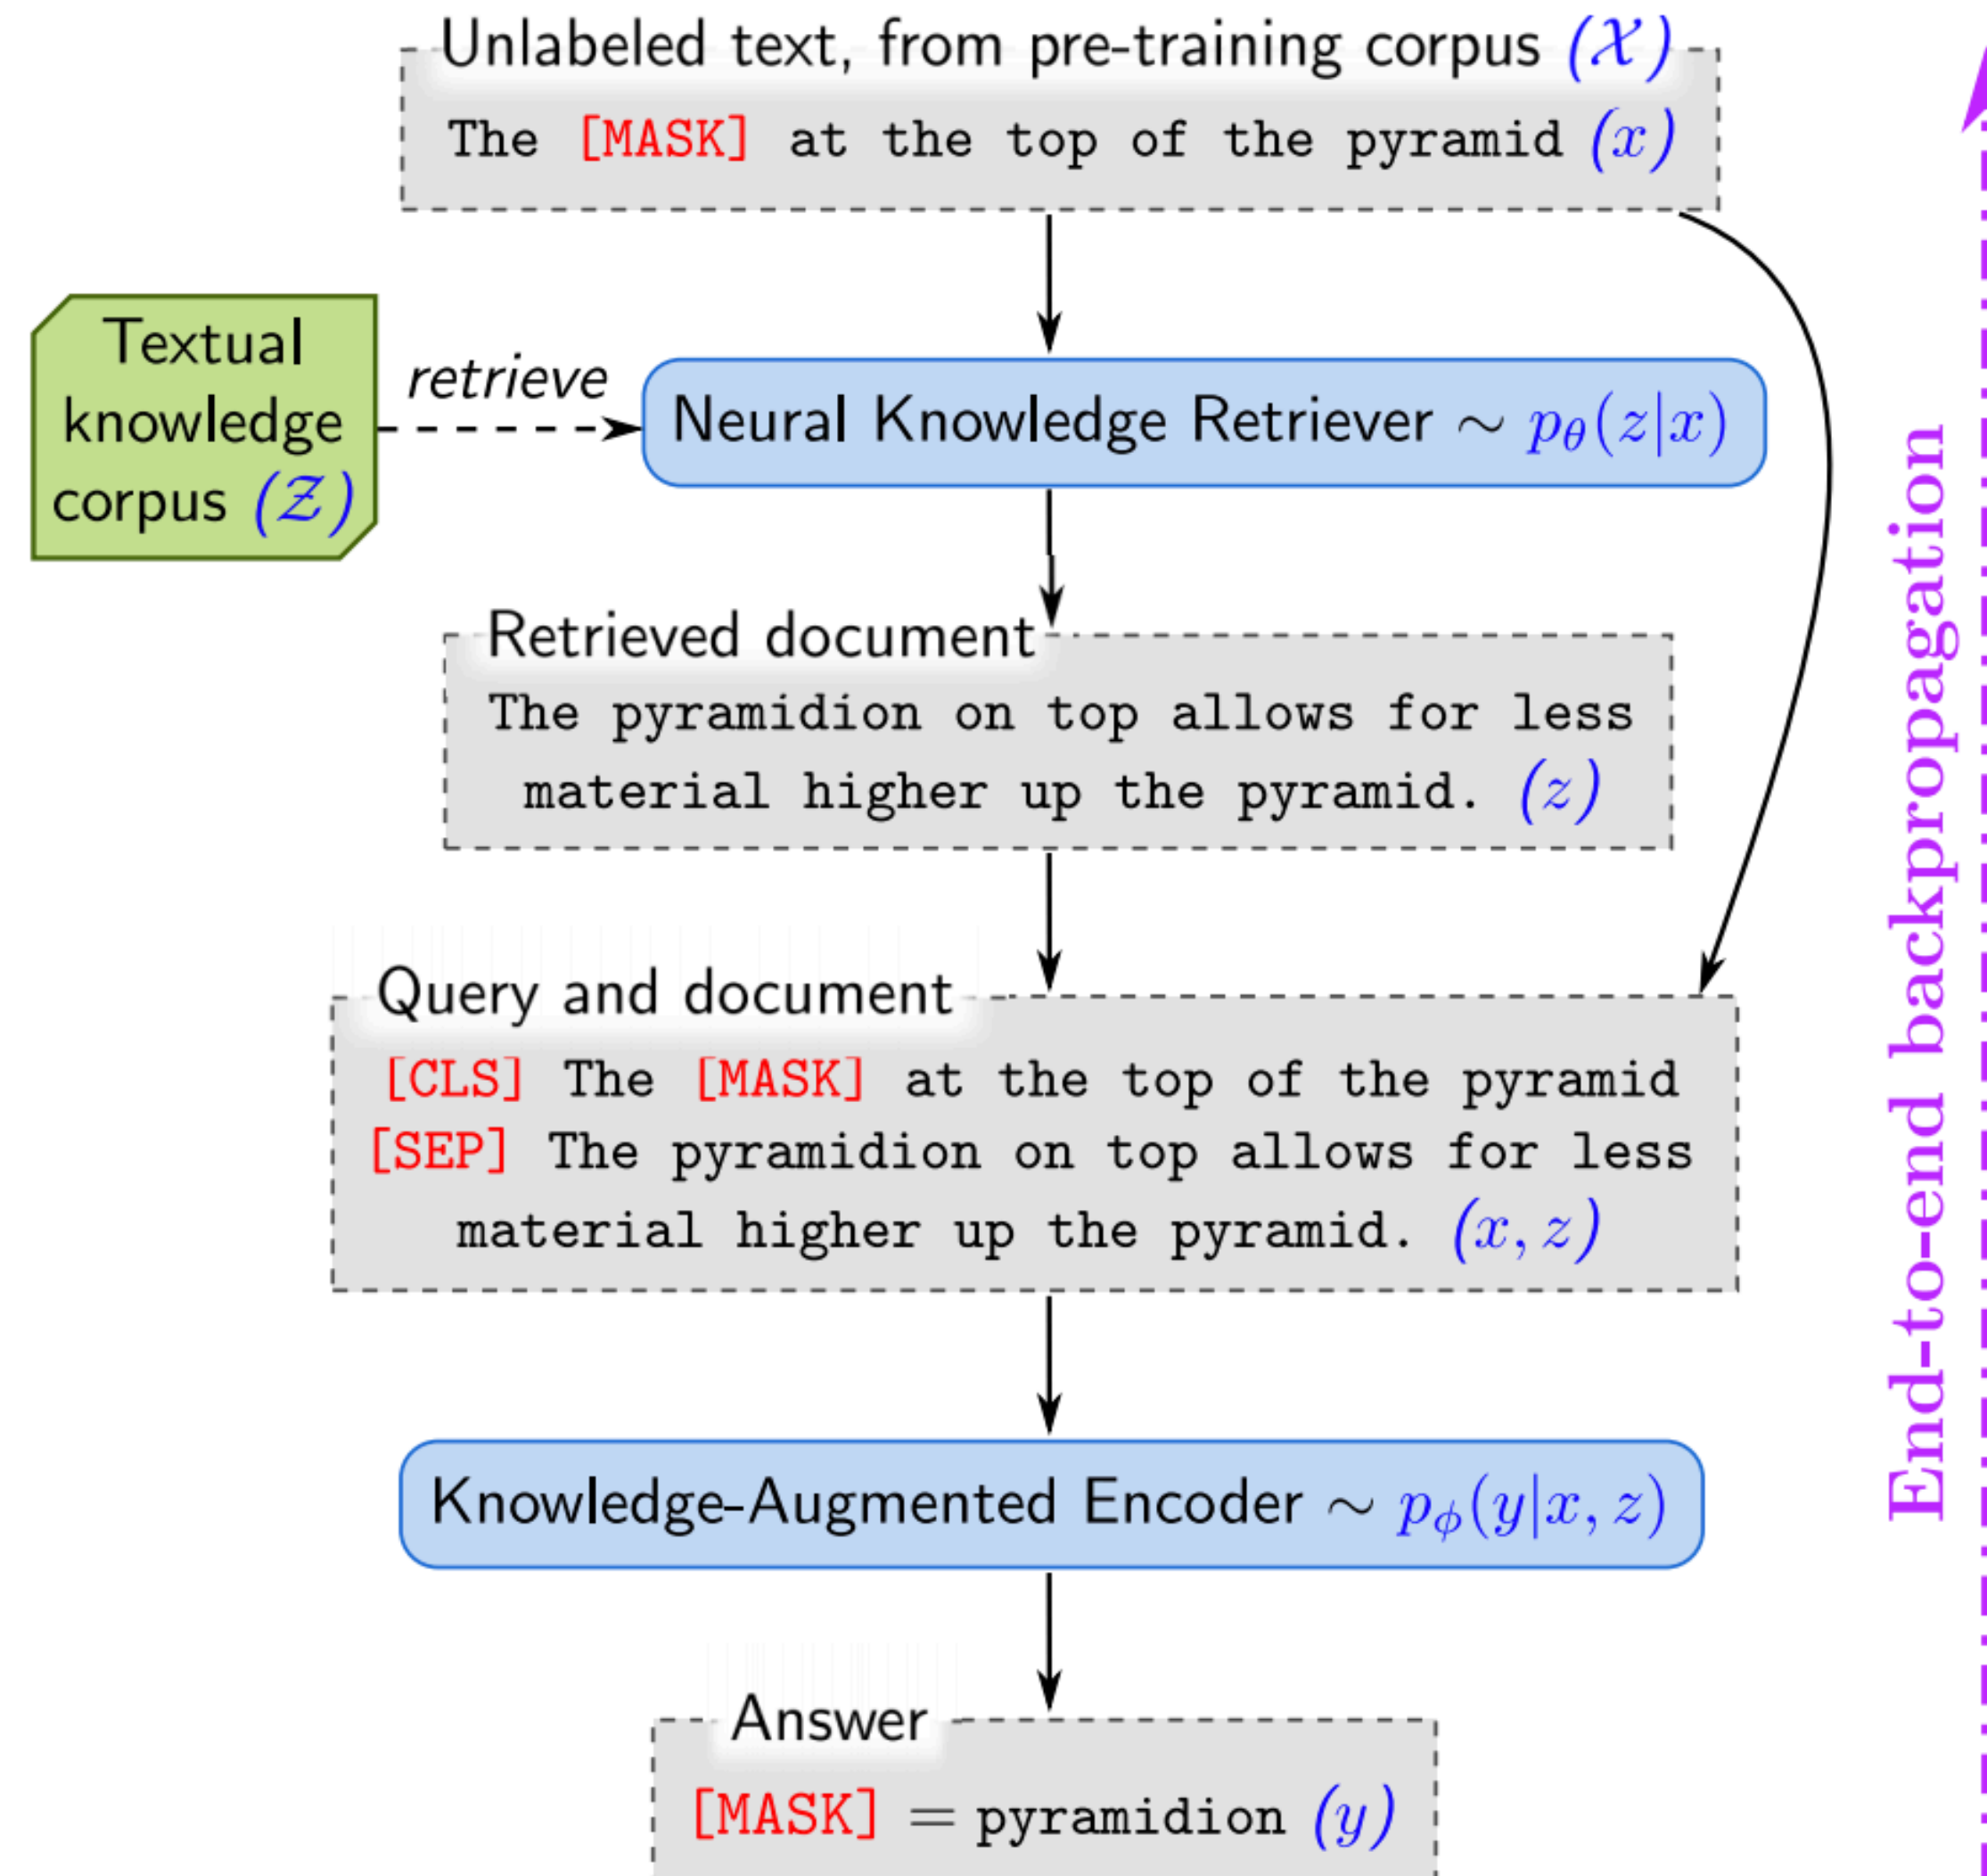 Unlabeled text, from pre-training corpus (𝒳)
The [MASK] at the top of the pyramid (x)
Textual
knowledge
corpus (𝒵)
retrieve
Neural Knowledge Retriever ∼ pθ(z|x)
Retrieved document
The pyramidion on top allows for less
material higher up the pyramid. (z)
Query and document
[CLS] The [MASK] at the top of the pyramid
[SEP] The pyramidion on top allows for less
material higher up the pyramid. (x, z)
Knowledge-Augmented Encoder ∼ pϕ(y|x, z)
Answer
[MASK] = pyramidion (y)
End-to-end backpropagation